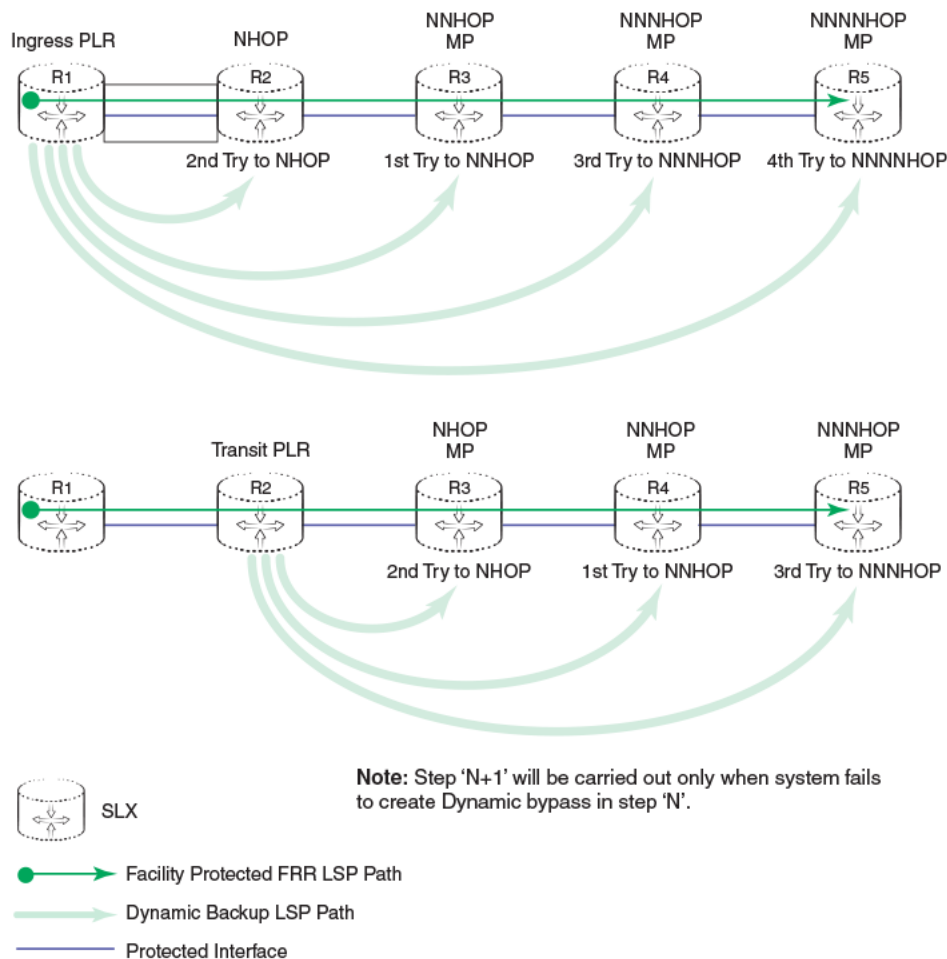 Ingress PLR
NHOP
NNHOP
MP
NNNHOP
MP
NNNNHOP
MP
R1
R2
R3
R4
R5
2nd Try to NHOP
1st Try to NNHOP
3rd Try to NNNHOP
4th Try to NNNNHOP
Transit PLR
NHOP
MP
NNHOP
MP
NNNHOP
MP
R1
R2
R3
R4
R5
2nd Try to NHOP
1st Try to NNHOP
3rd Try to NNNHOP
SLX
Note: Step ‘N+1’ will be carried out only when system fails
to create Dynamic bypass in step ‘N’.
Facility Protected FRR LSP Path
Dynamic Backup LSP Path
Protected Interface